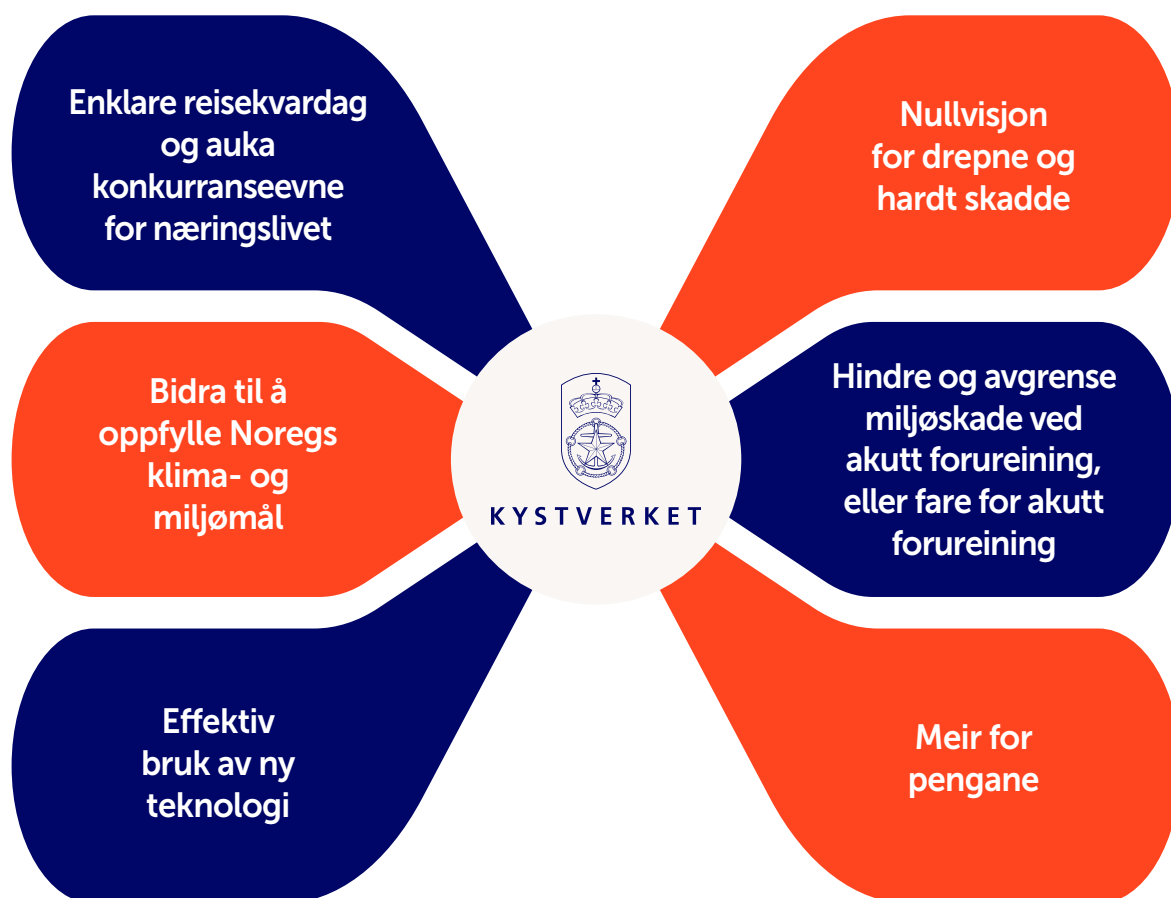 Enklare reisekvardag
og auka
konkurranseevne
for næringslivet
Nullvisjon
for drepne og
hardt skadde
Bidra til å
oppfylle Noregs
klima- og
miljømål
KYSTVERKET
Hindre og avgrense
miljøskade ved
akutt forureining,
eller fare for akutt
forureining
Effektiv
bruk av ny
teknologi
Meir for
pengane